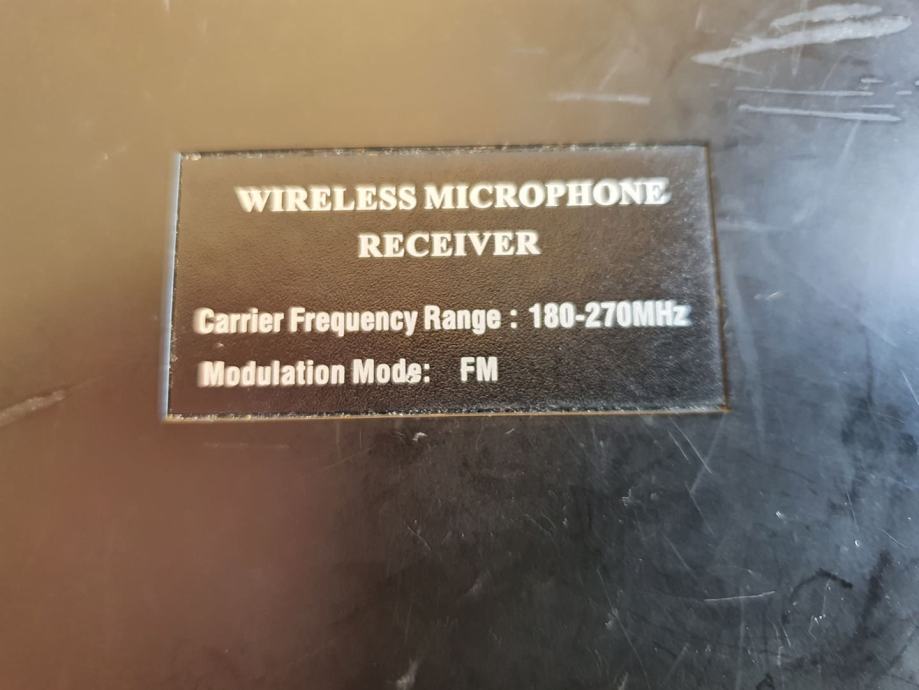 WIRELESS MICROPHONE
RECEIVER
Carrier Frequency Range : 180-270MHz
Modulation Mode: FM